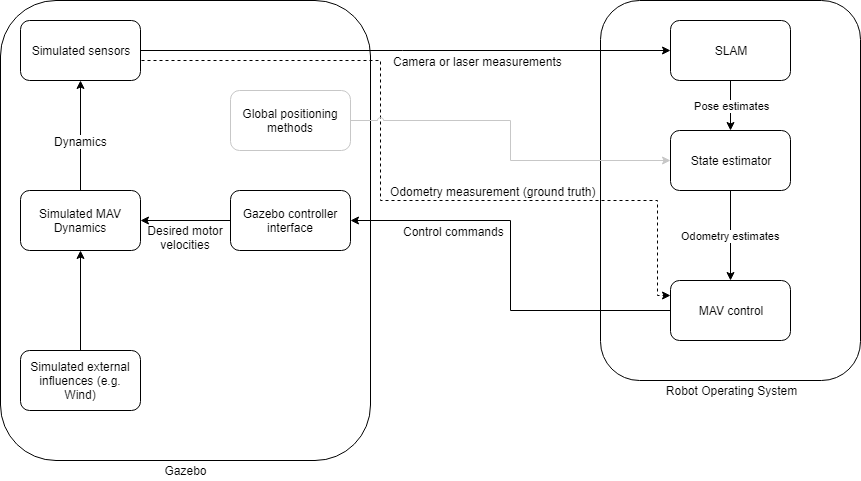 Simulated sensors
SLAM
Camera or laser measurements
Pose estimates
Global positioning
methods
Dynamics
State estimator
Odometry measurement (ground truth)
Simulated MAV
Dynamics
Gazebo controller
interface
Desired motor
velocities
Control commands
Odometry estimates
MAV control
Simulated external
influences (e.g.
Wind)
Robot Operating System
Gazebo